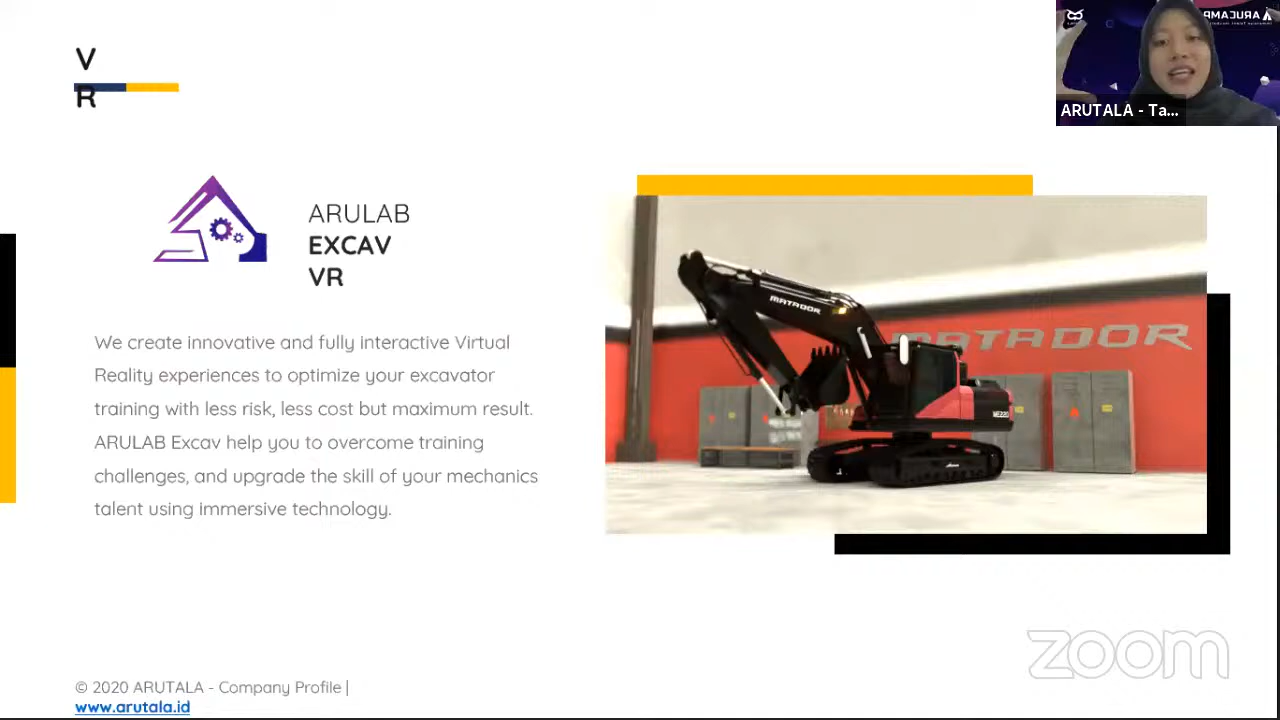 V
R
ARUCAMP
ARUTALA - Ta...
ARULAB
EXCAV
VR
We create innovative and fully interactive Virtual
Reality experiences to optimize your excavator
training with less risk, less cost but maximum result.
ARULAB Excav help you to overcome training
challenges, and upgrade the skill of your mechanics
talent using immersive technology.
MATADOR
MATADOR
zoom
© 2020 ARUTALA - Company Profile |
www.arutala.id